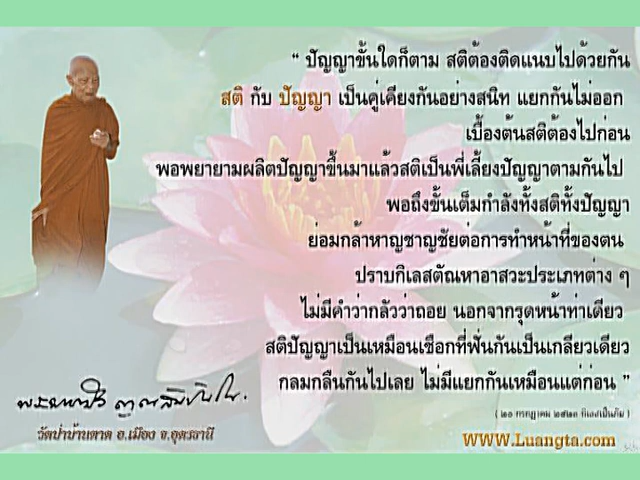 “ ปัญญาขั้นใดก็ตาม สติต้องติดแนบไปด้วยกัน
สติ กับ ปัญญา เป็นคู่เคียงกันอย่างสนิท แยกกันไม่ออก
เบื้องต้นสติต้องไปก่อน
พอพยายามผลิตปัญญาขึ้นมาแล้วสติเป็นพี่เลี้ยงปัญญาตามกันไป
พอถึงขั้นเต็มกำลังทั้งสติทั้งปัญญา
ย่อมกล้าหาญชาญชัยต่อการทำหน้าที่ของตน
ปราบกิเลสตัณหาอาสวะประเภทต่าง ๆ
ไม่มีคำว่ากลัวว่าถอย นอกจากรุดหน้าท่าเดียว
สติปัญญาเป็นเหมือนเชือกที่ฟั่นกันเป็นเกลียวเดียว
กลมกลืนกันไปเลย ไม่มีแยกกันเหมือนแต่ก่อน ”
( ๒๐ กรกฎาคม ๒๕๒๓
วัดป่าบ้านตาด อ.เมือง จ.อุดรธานี
WWW.Luangta.com